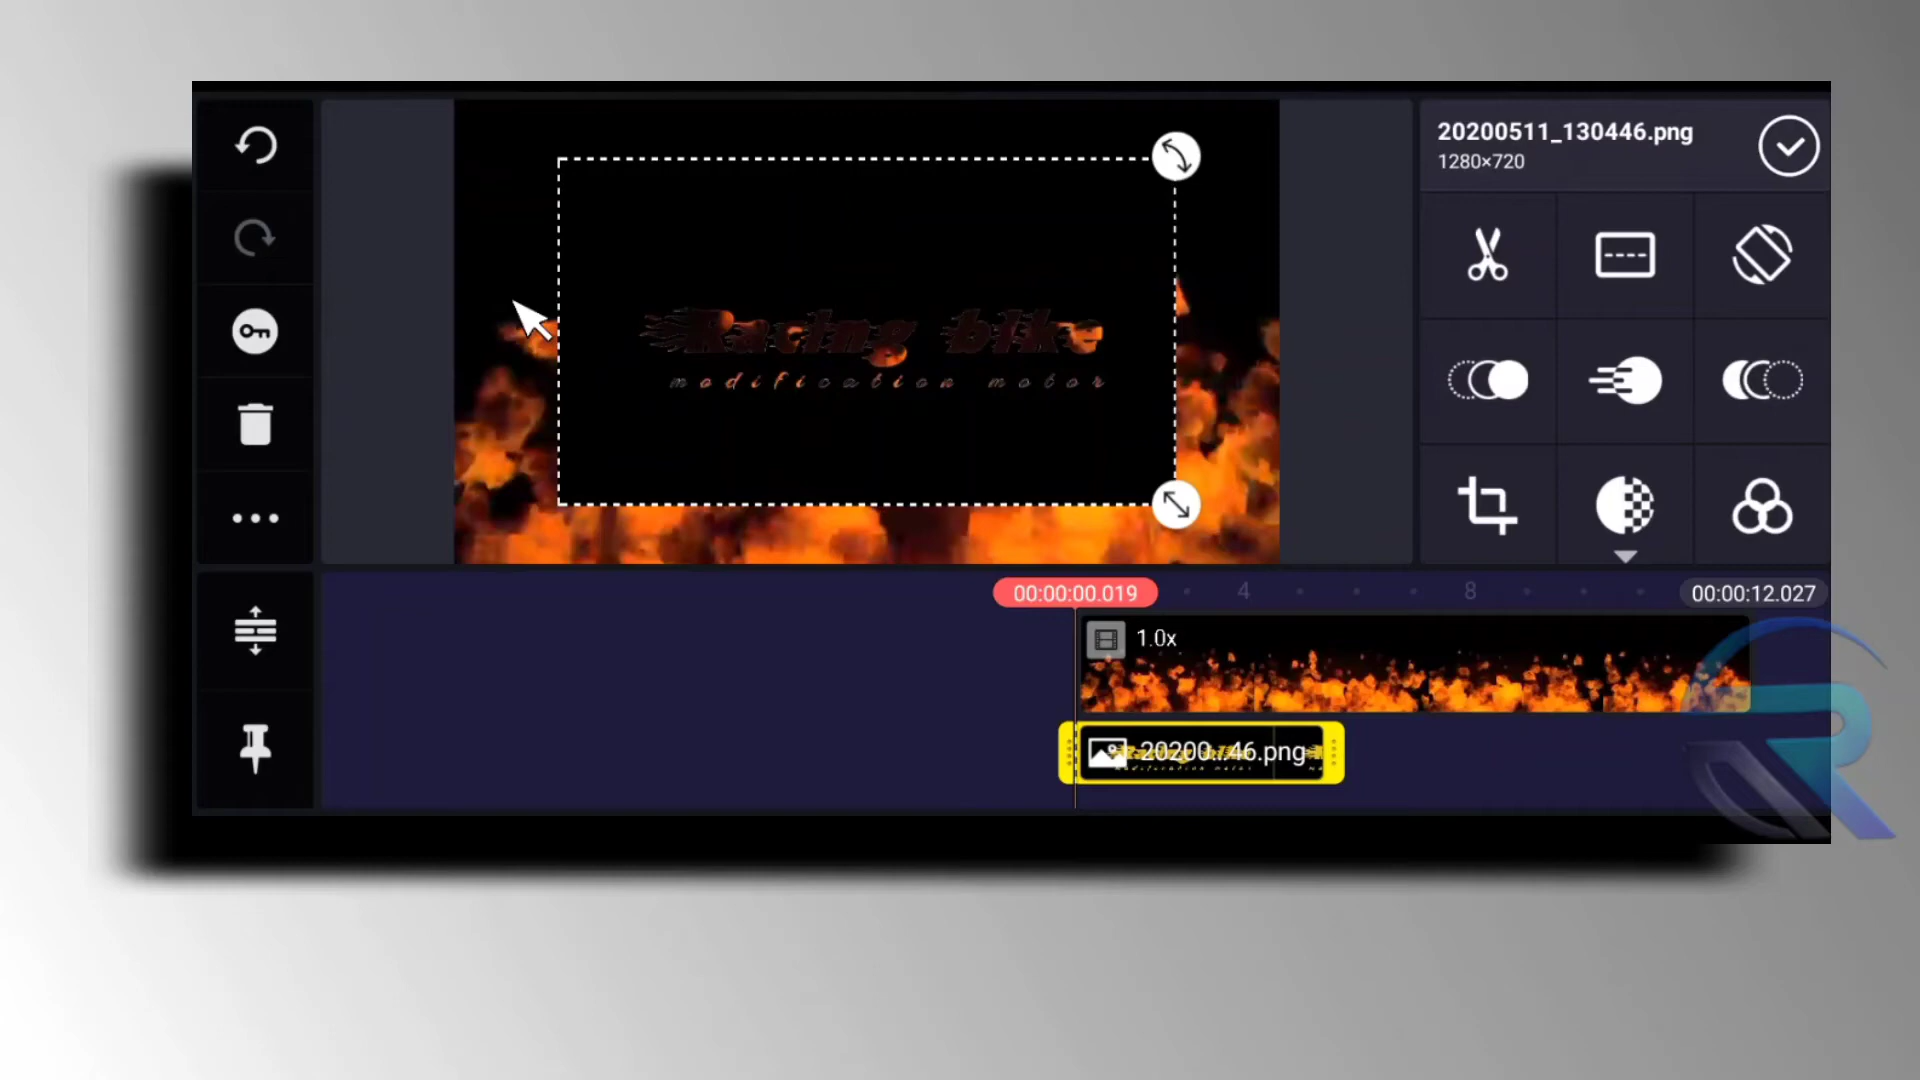 20200511_130446.png
1280×720
Racing bike
modification motor
00:00:00.019
4
8
00:00:12.027
1.0x
20200...46.png